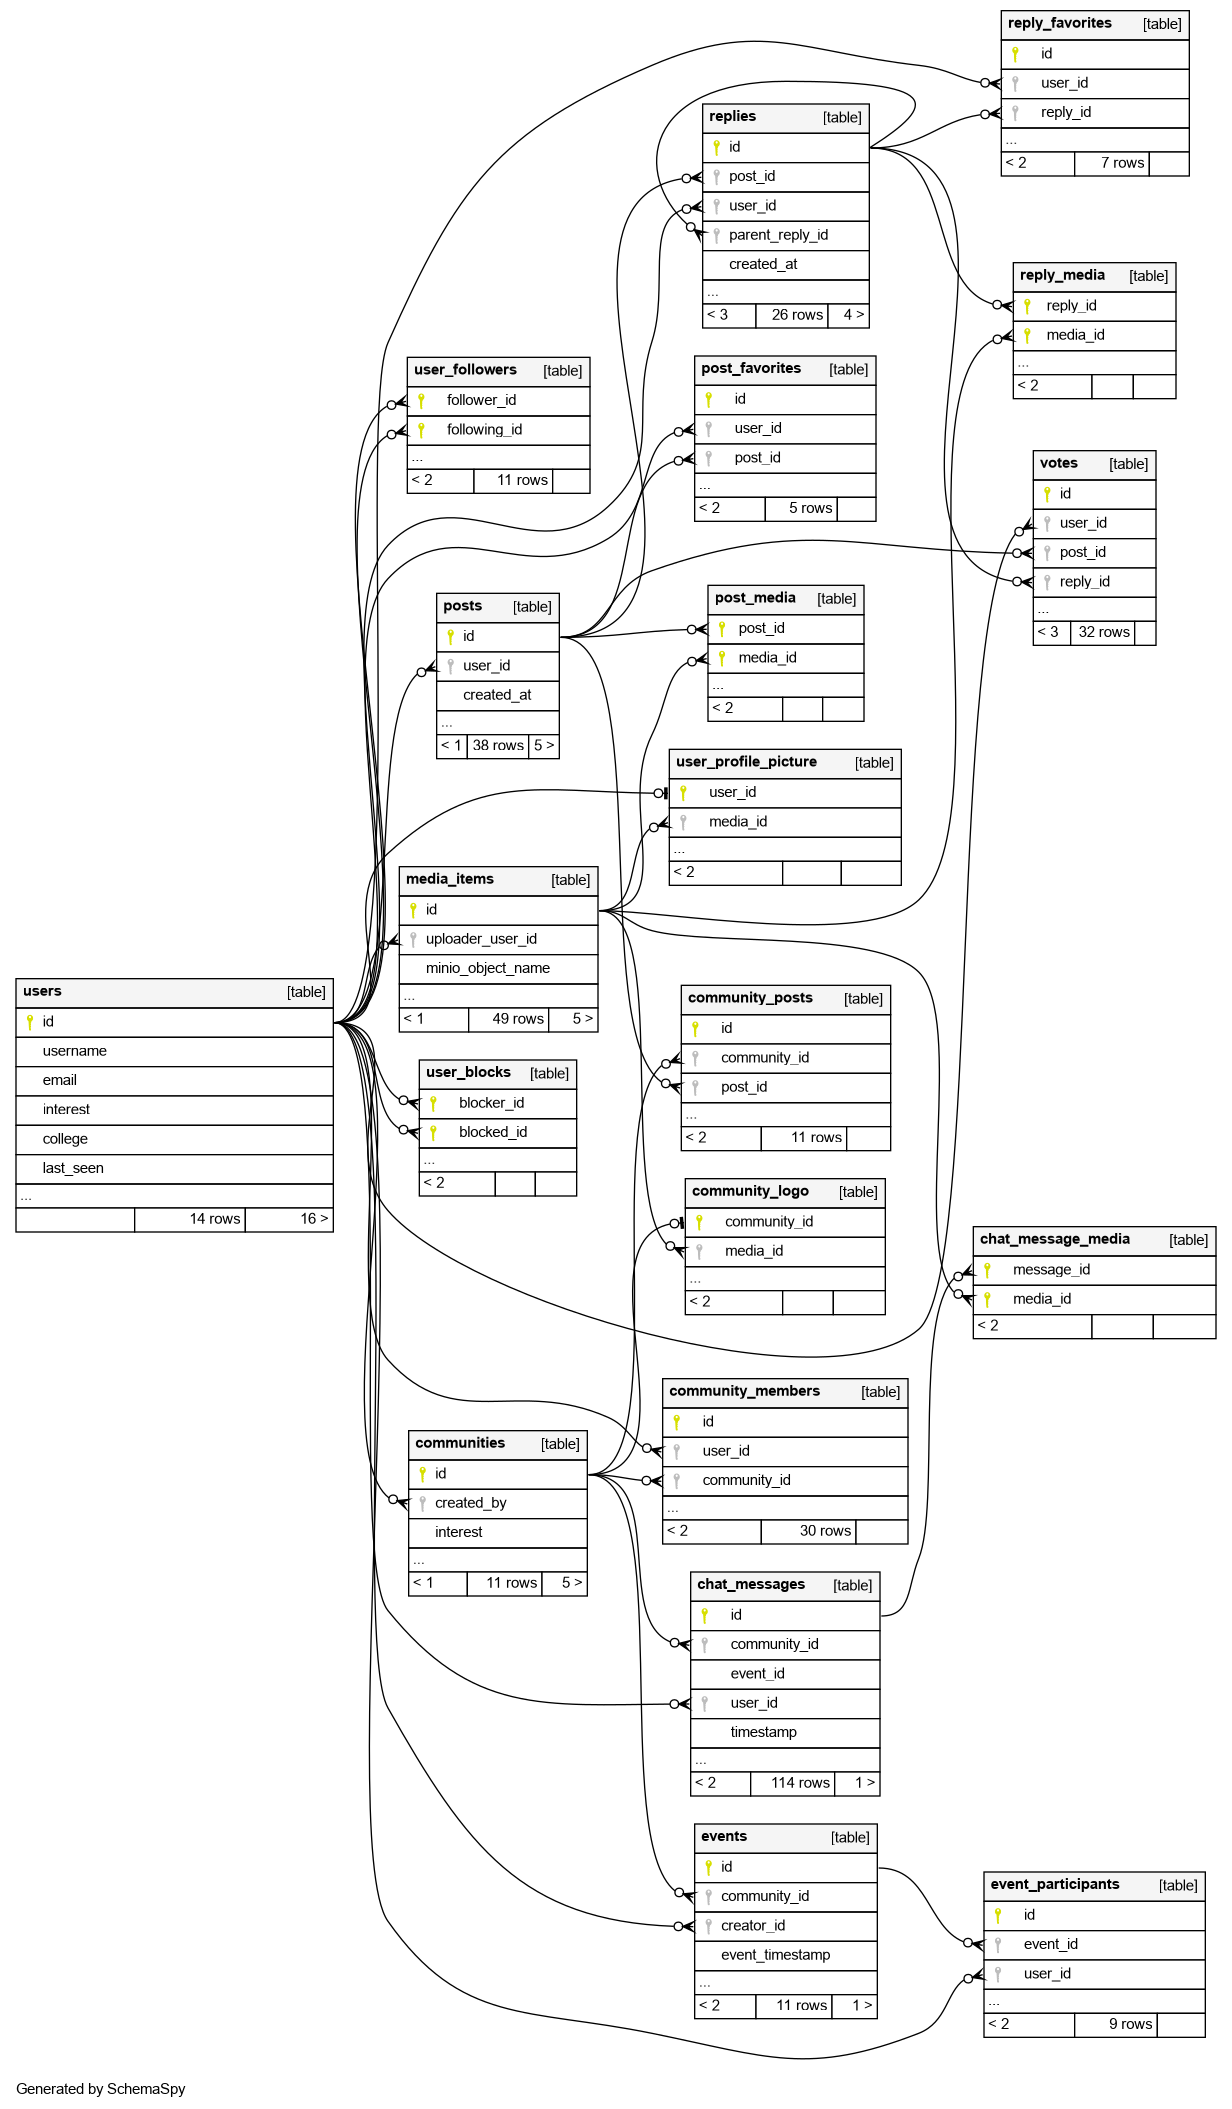 reply_favorites [table]
id
user_id
reply_id
...
< 2 7 rows
replies [table]
id
post_id
user_id
parent_reply_id
created_at
...
< 3 26 rows 4 >
reply_media [table]
reply_id
media_id
...
< 2
user_followers [table]
follower_id
following_id
...
< 2 11 rows
post_favorites [table]
id
user_id
post_id
...
< 2 5 rows
votes [table]
id
user_id
post_id
reply_id
...
< 3 32 rows
posts [table]
id
user_id
created_at
...
< 1 38 rows 5 >
post_media [table]
post_id
media_id
...
< 2
user_profile_picture [table]
user_id
media_id
...
< 2
media_items [table]
id
uploader_user_id
minio_object_name
...
< 1 49 rows 5 >
users [table]
id
username
email
interest
college
last_seen
...
14 rows 16 >
community_posts [table]
id
community_id
post_id
...
< 2 11 rows
user_blocks [table]
blocker_id
blocked_id
...
< 2
community_logo [table]
community_id
media_id
...
< 2
chat_message_media [table]
message_id
media_id
...
< 2
community_members [table]
id
user_id
community_id
...
< 2 30 rows
communities [table]
id
created_by
interest
...
< 1 11 rows 5 >
chat_messages [table]
id
community_id
event_id
user_id
timestamp
...
< 2 114 rows 1 >
events [table]
id
community_id
creator_id
event_timestamp
...
< 2 11 rows 1 >
event_participants [table]
id
event_id
user_id
...
< 2 9 rows
Generated by SchemaSpy